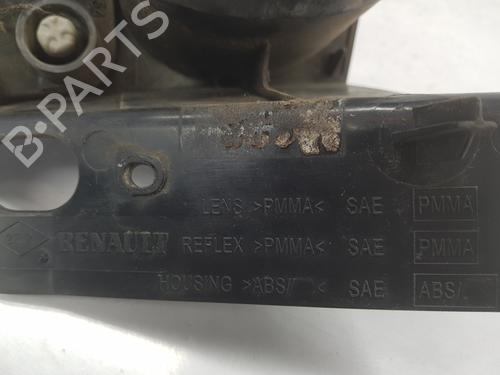 B-PARTS
LENS >PMMA< SAE PMMA
RENAULT REFLEX >PMMA< SAE PMMA
HOUSING >ABS/ < SAE ABS/